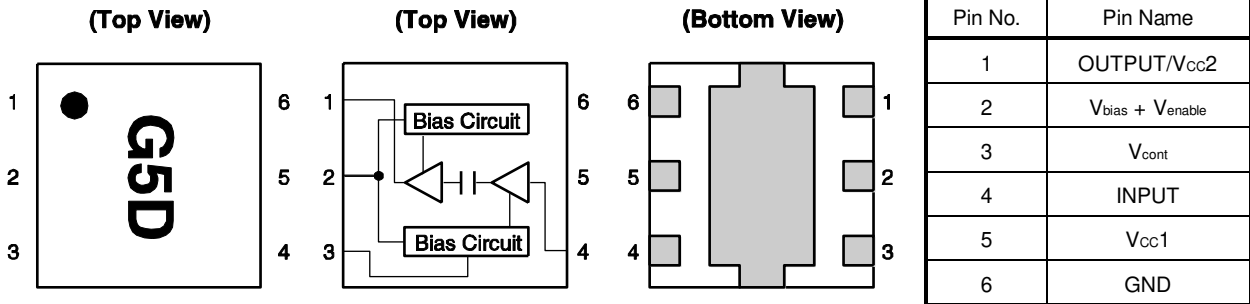 (Top View)
1
2
3
G5D
6
5
4
(Top View)
1
2
3
Bias Circuit
Bias Circuit
6
5
4
(Bottom View)
6
5
4
1
2
3
Pin No. Pin Name
1 OUTPUT/VCC2
2 Vbias + Venable
3 Vcont
4 INPUT
5 VCC1
6 GND